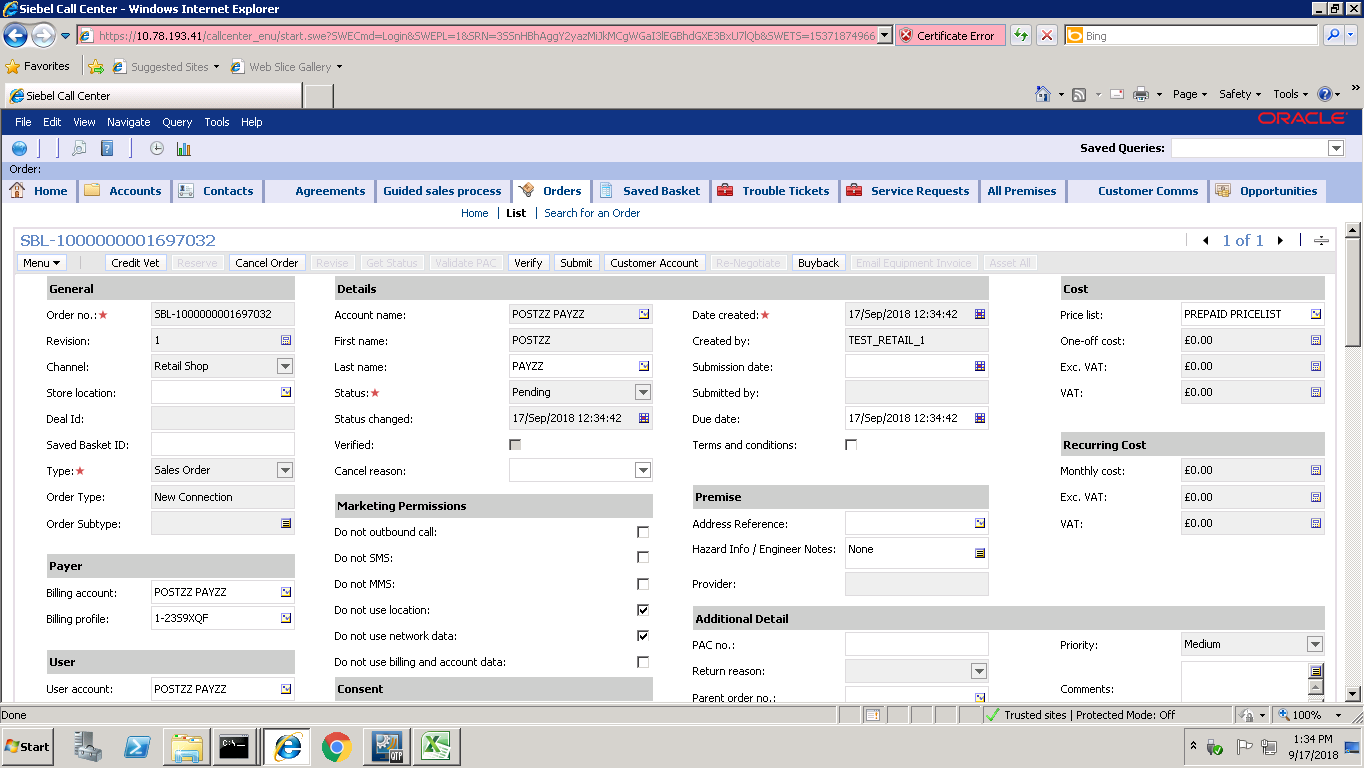 Siebel Call Center - Windows Internet Explorer
https://10.78.193.41/callcenter_enu/start.swe?SWECmd=Login&SWEPL=1&SRN=
Certificate Error
Bing
Favorites
Suggested Sites
Web Slice Gallery
Siebel Call Center
Page Safety Tools
File Edit View Navigate Query Tools Help
ORACLE
Saved Queries:
Order:
Home Accounts Contacts Agreements Guided sales process Orders Saved Basket Trouble Tickets Service Requests All Premises Customer Comms Opportunities
Home List Search for an Order
SBL-1000000001697032
1 of 1
Menu Credit Vet Reserve Cancel Order Revise Get Status Validate PAC Verify Submit Customer Account Re-Negotiate Buyback Email Equipment Invoice Asset All
General
Order no.: SBL-1000000001697032
Revision: 1
Channel: Retail Shop
Store location:
Deal Id:
Saved Basket ID:
Type: Sales Order
Order Type: New Connection
Order Subtype:
Payer
Billing account: POSTZZ PAYZZ
Billing profile: 1-23S9XQF
User
User account: POSTZZ PAYZZ
Details
Account name: POSTZZ PAYZZ
First name: POSTZZ
Last name: PAYZZ
Status: Pending
Status changed: 17/Sep/2018 12:34:42
Verified:
Cancel reason:
Marketing Permissions
Do not outbound call:
Do not SMS:
Do not MMS:
Do not use location:
Do not use network data:
Do not use billing and account data:
Consent
Date created: 17/Sep/2018 12:34:42
Created by: TEST_RETAIL_1
Submission date:
Submitted by:
Due date: 17/Sep/2018 12:34:42
Terms and conditions:
Premise
Address Reference:
Hazard Info / Engineer Notes: None
Provider:
Additional Detail
PAC no.:
Return reason:
Parent order no.:
Cost
Price list: PREPAID PRICELIST
One-off cost: £0.00
Exc. VAT: £0.00
VAT: £0.00
Recurring Cost
Monthly cost: £0.00
Exc. VAT: £0.00
VAT: £0.00
Priority: Medium
Comments:
Done
Trusted sites | Protected Mode: Off
100%
Start
QTP
1:34 PM
9/17/2018